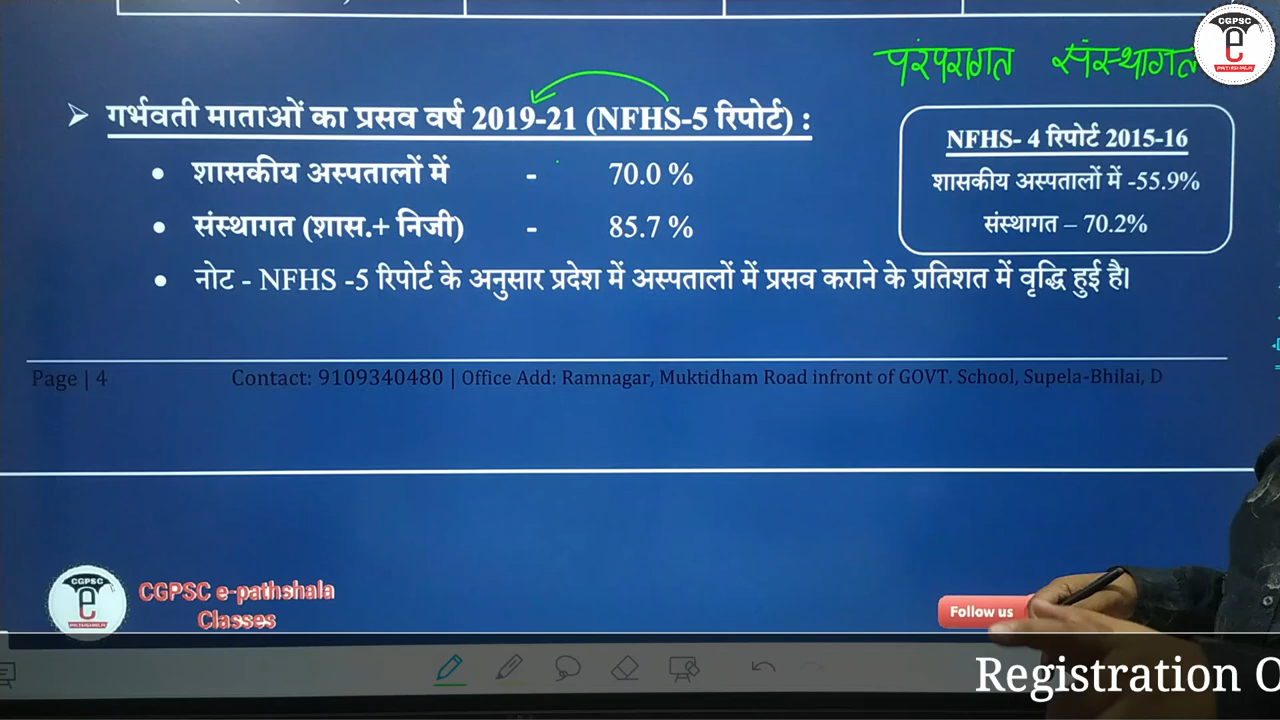 परंपरागत संस्थागत
CGPSC
e
PATHSHALA
➢ गर्भवती माताओं का प्रसव वर्ष 2019-21 (NFHS-5 रिपोर्ट) :
• शासकीय अस्पतालों में - 70.0 %
• संस्थागत (शास.+ निजी) - 85.7 %
• नोट - NFHS -5 रिपोर्ट के अनुसार प्रदेश में अस्पतालों में प्रसव कराने के प्रतिशत में वृद्धि हुई है।
NFHS- 4 रिपोर्ट 2015-16
शासकीय अस्पतालों में -55.9%
संस्थागत – 70.2%
Page | 4 Contact: 9109340480 | Office Add: Ramnagar, Muktidham Road infront of GOVT. School, Supela-Bhilai, D
CGPSC
e
PATHSHALA
CGPSC e-pathshala
Classes
Follow us
Registration